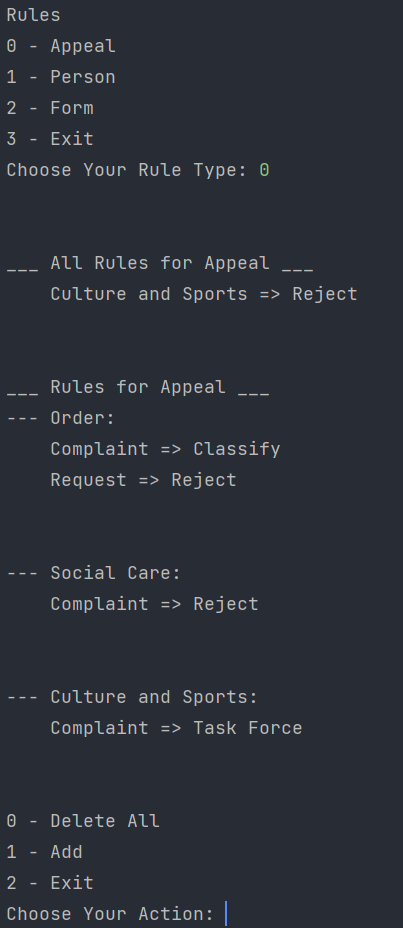 Rules
0 - Appeal
1 - Person
2 - Form
3 - Exit
Choose Your Rule Type: 0
___ All Rules for Appeal ___
Culture and Sports => Reject
___ Rules for Appeal ___
--- Order:
Complaint => Classify
Request => Reject
--- Social Care:
Complaint => Reject
--- Culture and Sports:
Complaint => Task Force
0 - Delete All
1 - Add
2 - Exit
Choose Your Action: